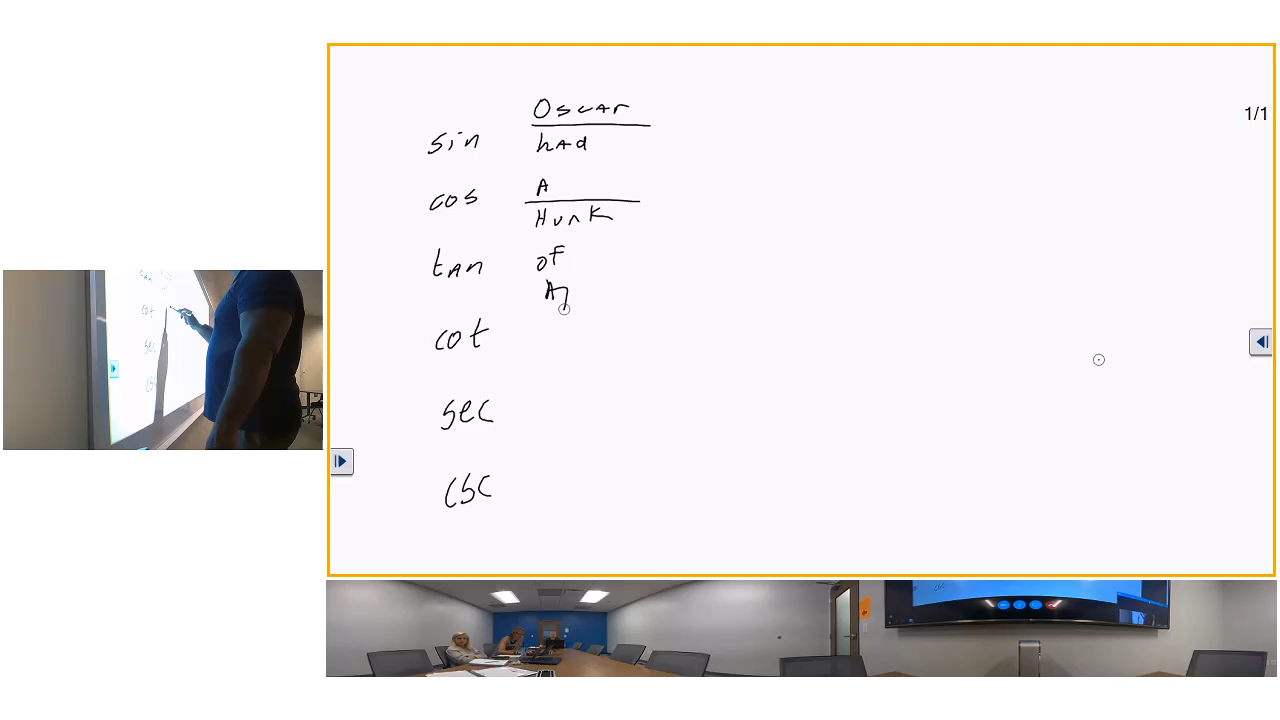 Oscar
sin
hAd
1/1
A
cos
Hunk
tAn
of
cot
sec
csc